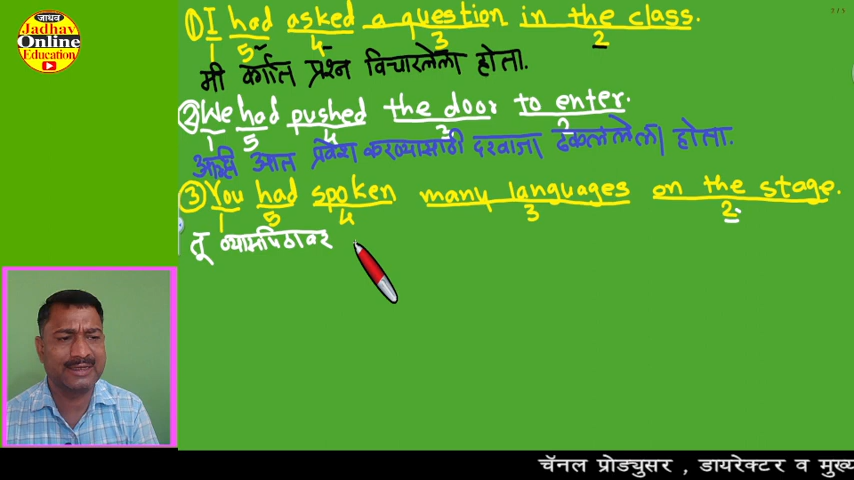 जाधव
Jadhav
Online
Education
2 / 5
① I had asked a question in the class.
1 5 4 3 2
मी वर्गात प्रश्न विचारलेला होता.
② We had pushed the door to enter.
1 5 4 3 2
आम्ही आत प्रवेश करण्यासाठी दरवाजा ढकललेला होता.
③ You had spoken many languages on the stage.
1 5 4 3 2
तू व्यासपिठावर
चॅनल प्रोड्युसर , डायरेक्टर व मुख्य